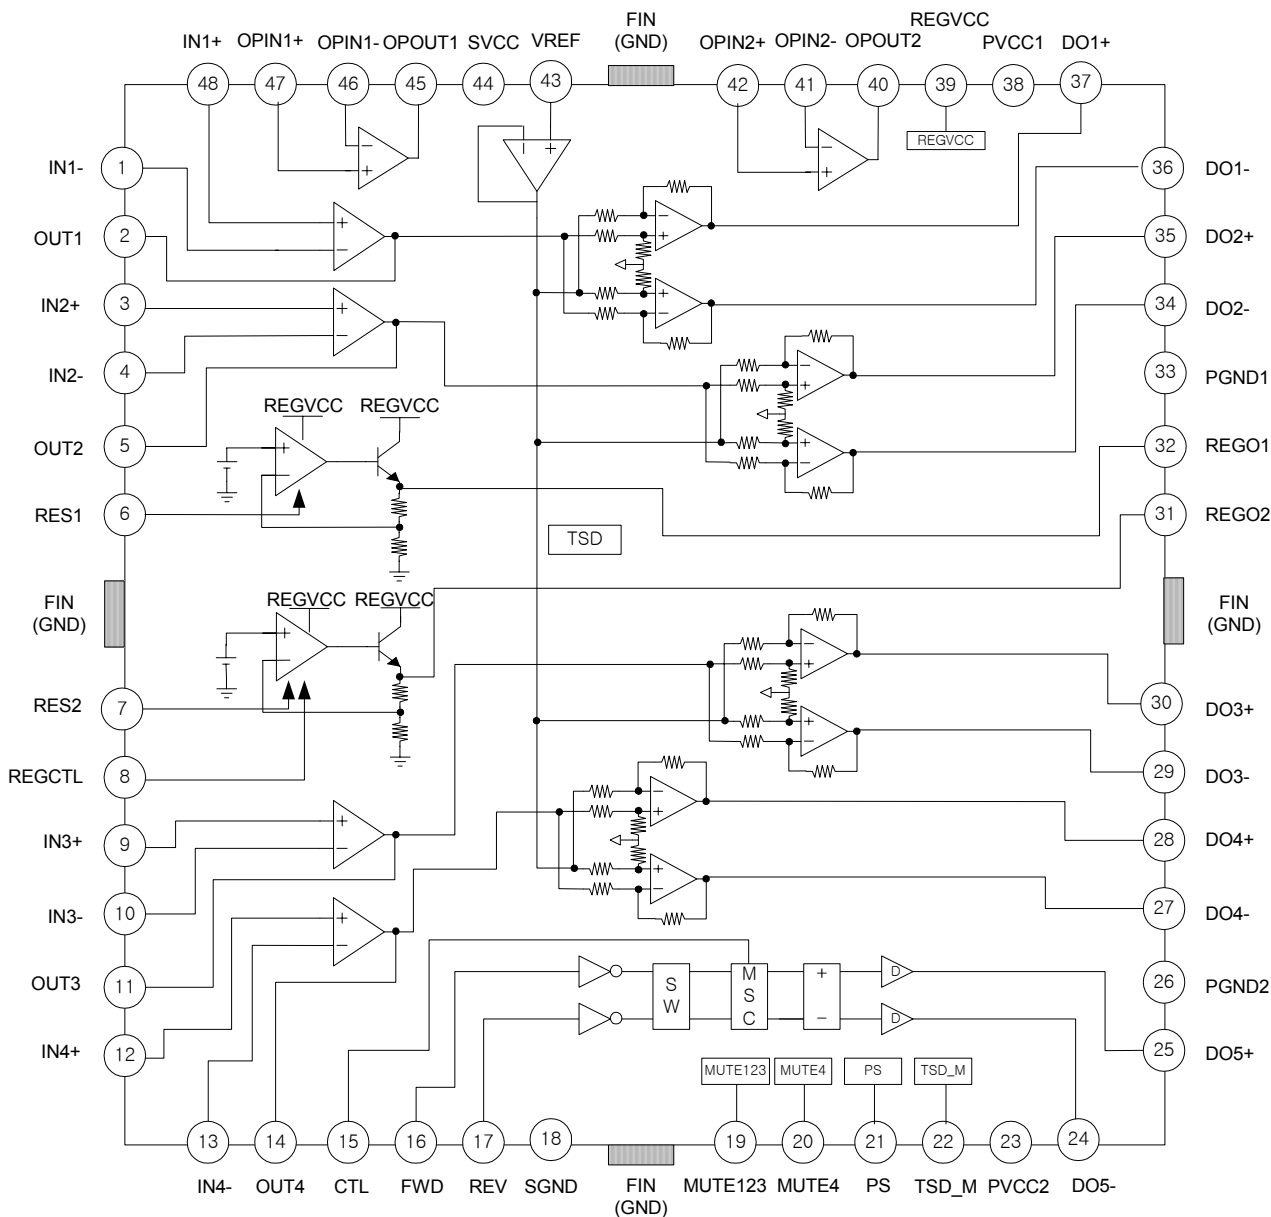 REGVCC
FIN
(GND)
IN1+ OPIN1+ OPIN1- OPOUT1 SVCC VREF OPIN2+ OPIN2- OPOUT2 PVCC1 DO1+
48 47 46 45 44 43 42 41 40 39 38 37
REGVCC
- +
- +
- +
IN1- 1
36 DO1-
OUT1 2
35 DO2+
IN2+ 3
34 DO2-
IN2- 4
33 PGND1
OUT2 5
32 REGO1
RES1 6
31 REGO2
+ -
- +
+ -
+ -
- +
+ -
REGVCC REGVCC
+ -
TSD
FIN
(GND)
FIN
(GND)
REGVCC REGVCC
+ -
RES2 7
30 DO3+
REGCTL 8
29 DO3-
IN3+ 9
28 DO4+
IN3- 10
27 DO4-
OUT3 11
26 PGND2
IN4+ 12
25 DO5+
- +
+ -
- +
+ -
+ -
+ -
S
W
M
S
C
+
-
D
D
MUTE123 MUTE4 PS TSD_M
13 14 15 16 17 18 19 20 21 22 23 24
IN4- OUT4 CTL FWD REV SGND FIN
(GND) MUTE123 MUTE4 PS TSD_M PVCC2 DO5-